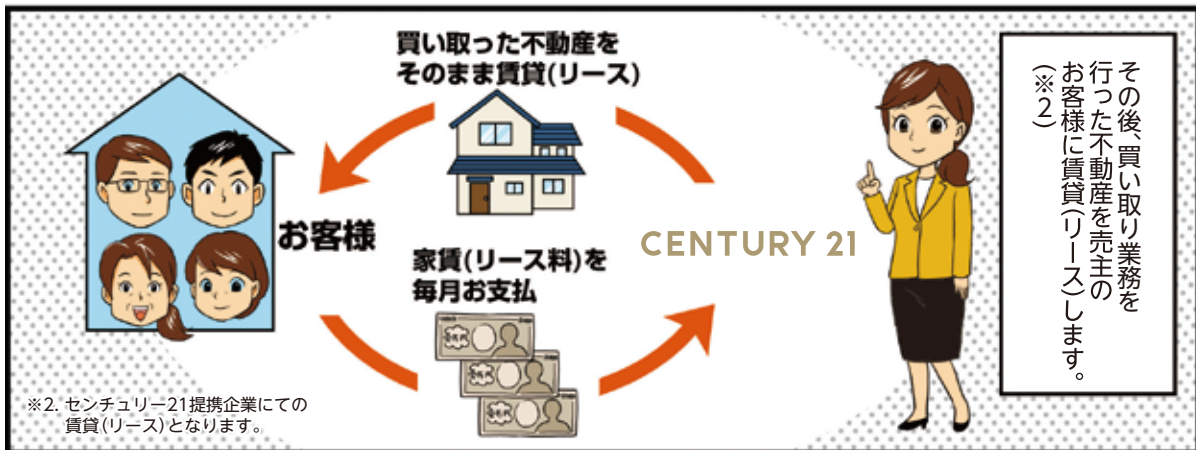 その後、買い取り業務を
行った不動産を売主の
お客様に賃貸(リース)します。
(※2)
買い取った不動産を
そのまま賃貸(リース)
お客様
CENTURY 21
家賃(リース料)を
毎月お支払
※2. センチュリー21提携企業にての
賃貸(リース)となります。